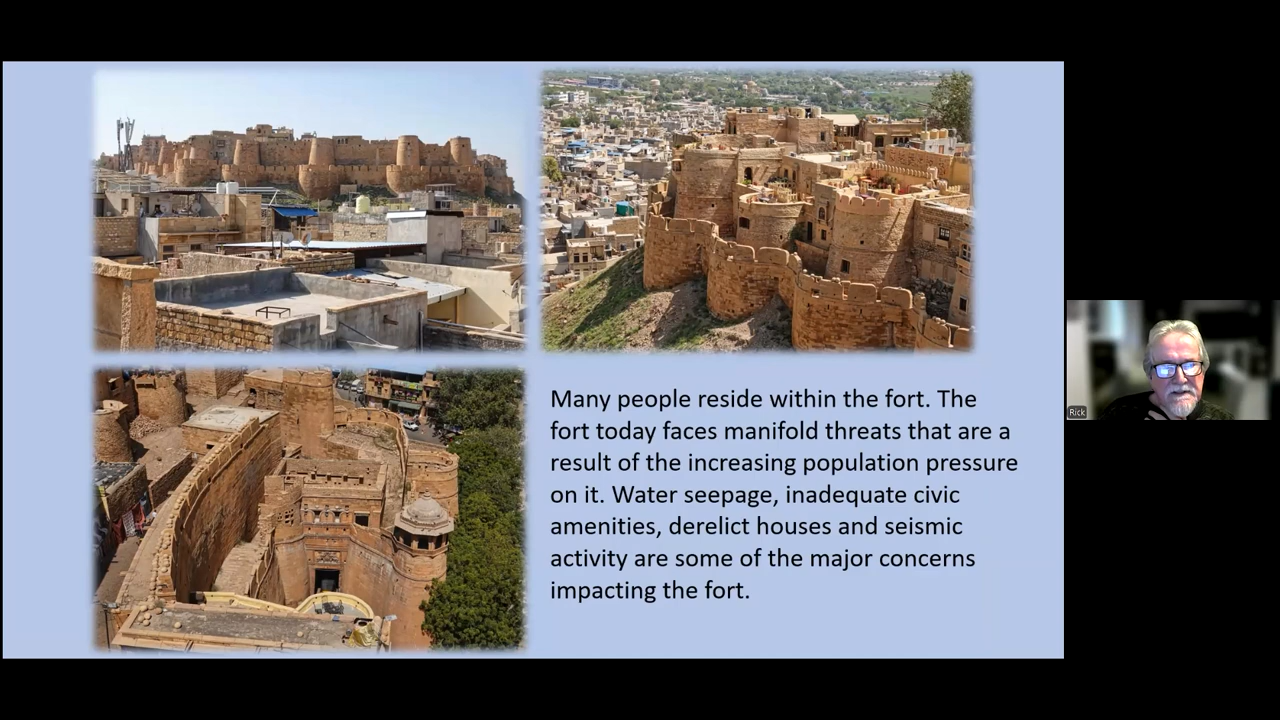 Many people reside within the fort. The
fort today faces manifold threats that are a
result of the increasing population pressure
on it. Water seepage, inadequate civic
amenities, derelict houses and seismic
activity are some of the major concerns
impacting the fort.
Rick